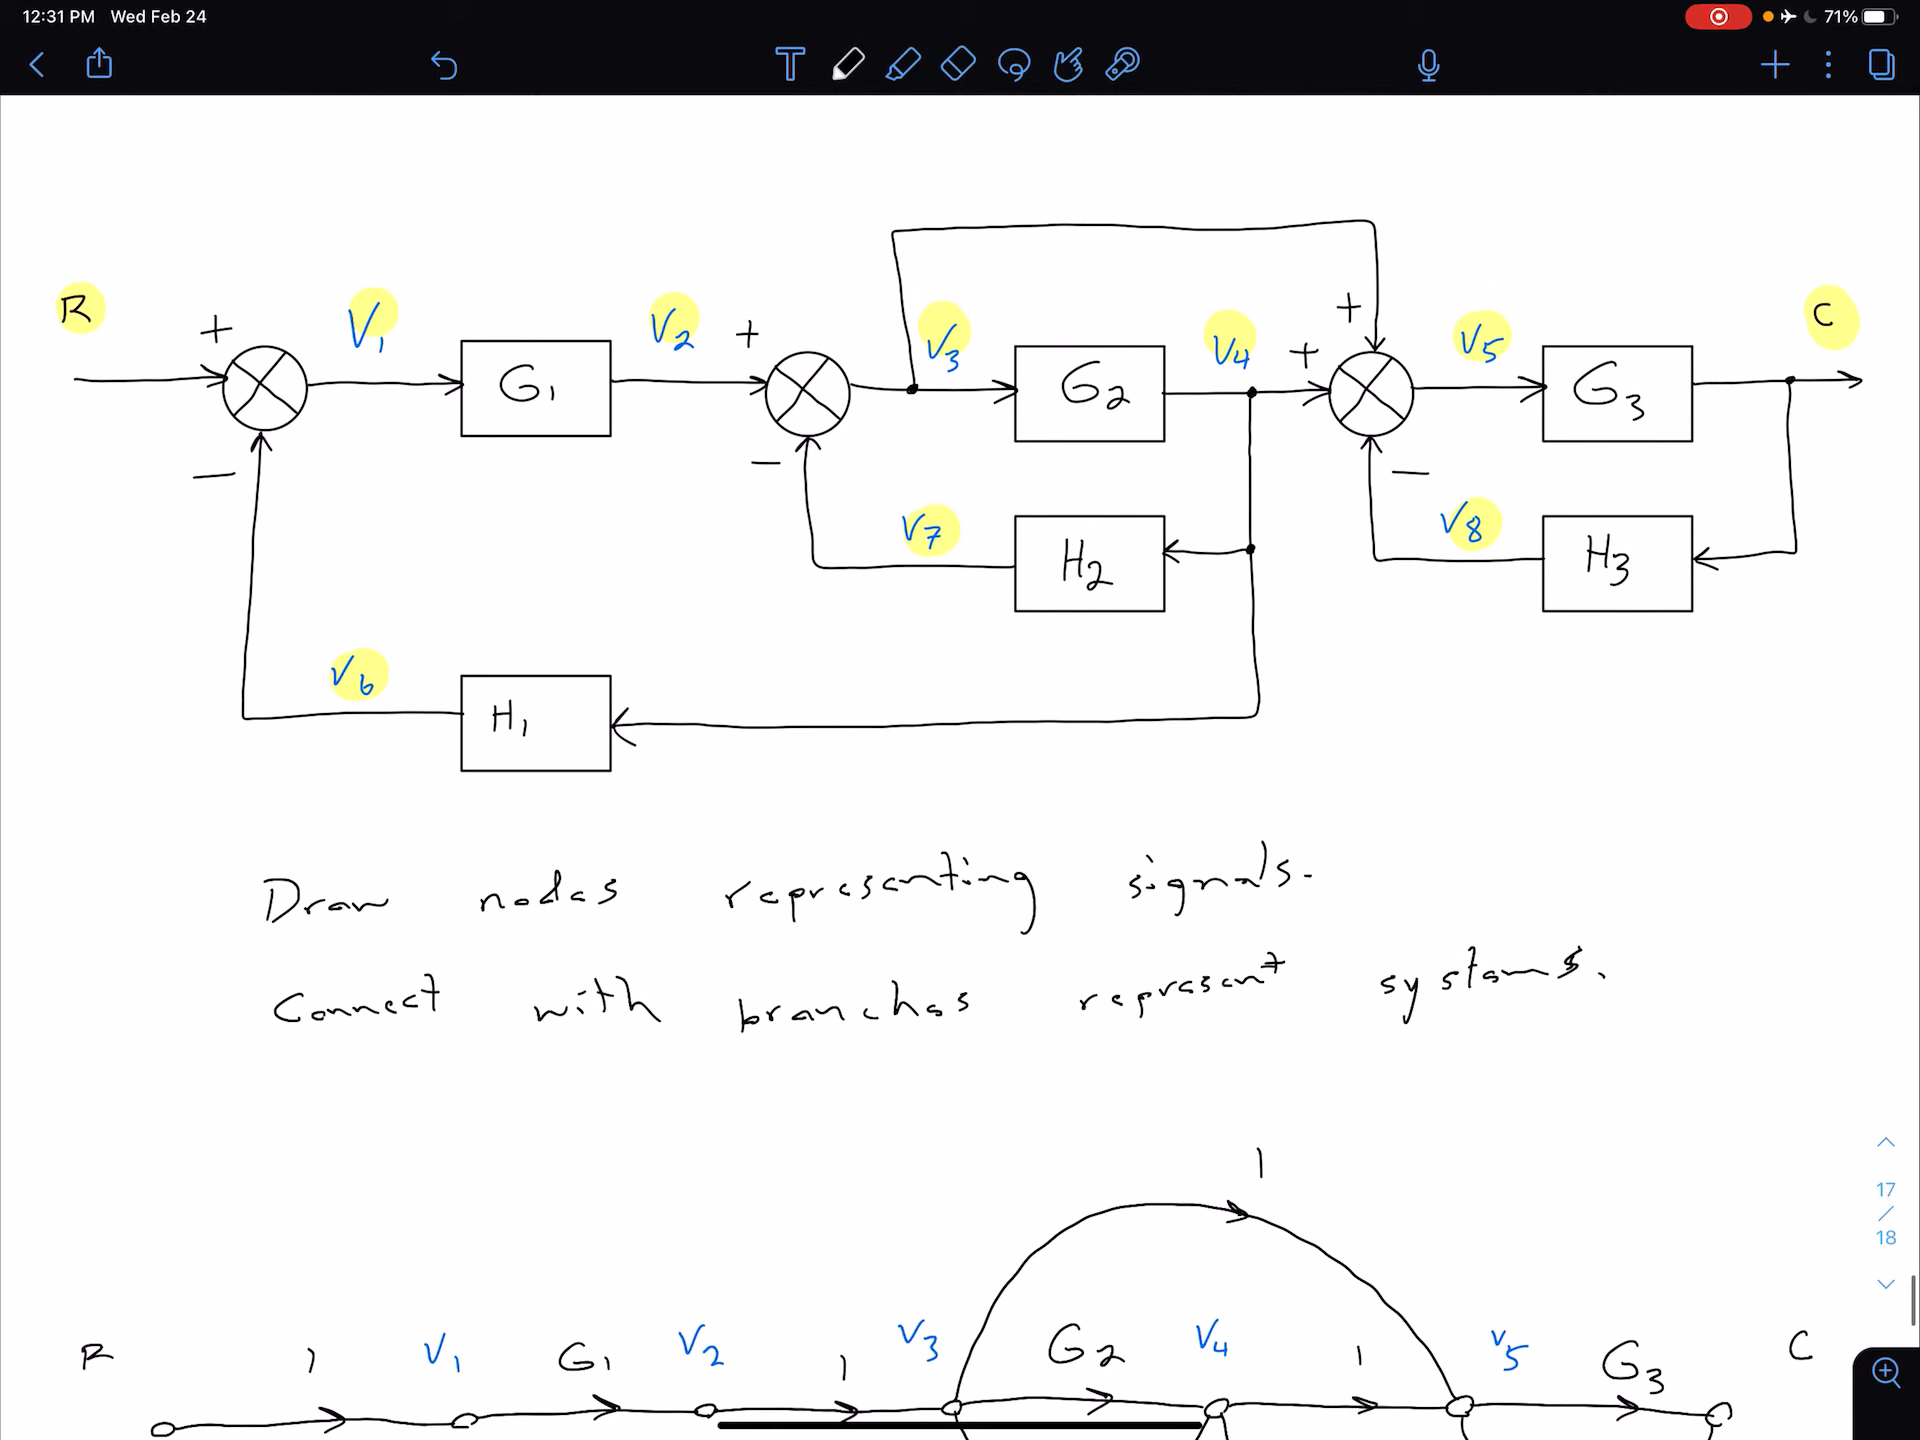 12:31 PM Wed Feb 24
71%
R + V1 G1 V2 + V3 G2 V4 + + V5 G3 C
− − −
V7 H2 V8 H3
V6 H1
Draw nodes representing signals.
Connect with branches represent systems.
1
17
/
18
R 1 V1 G1 V2 1 V3 G2 V4 1 V5 G3 C